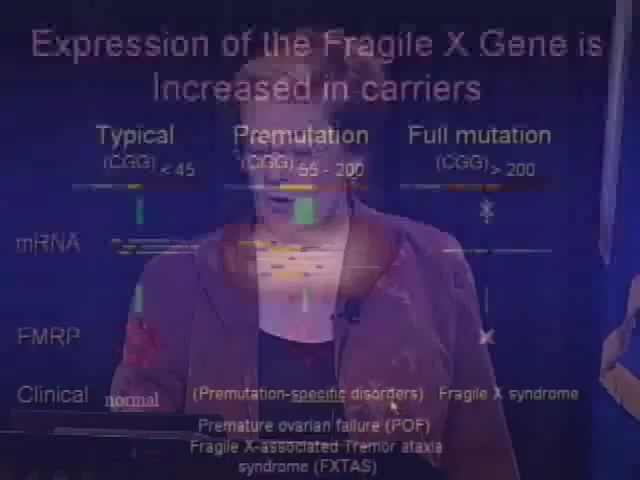 Expression of the Fragile X Gene is
Increased in carriers
Typical Premutation Full mutation
(CGG) < 45 (CGG) 55 - 200 (CGG) > 200
mRNA
FMRP
Clinical normal (Premutation-specific disorders) Fragile X syndrome
Premature ovarian failure (POF)
Fragile X-associated Tremor ataxia
syndrome (FXTAS)